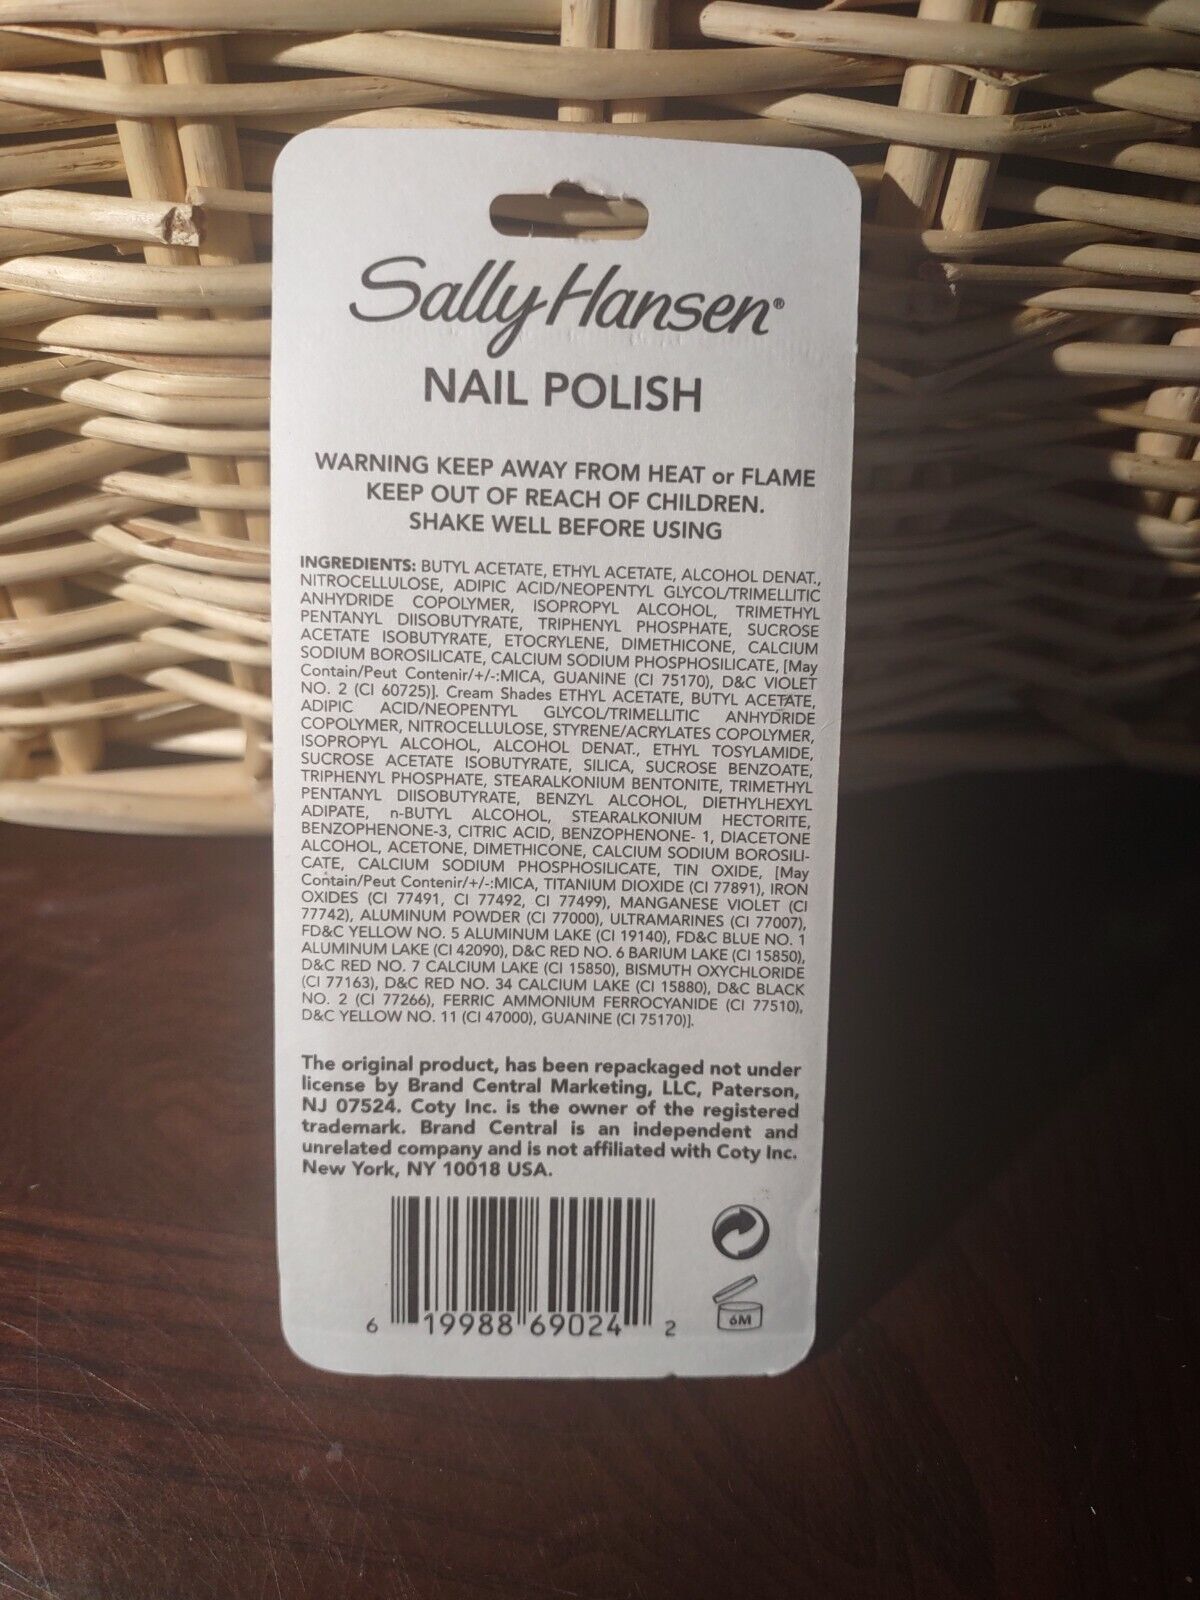 Sally Hansen®
NAIL POLISH
WARNING KEEP AWAY FROM HEAT or FLAME
KEEP OUT OF REACH OF CHILDREN.
SHAKE WELL BEFORE USING
INGREDIENTS: BUTYL ACETATE, ETHYL ACETATE, ALCOHOL DENAT.,
NITROCELLULOSE, ADIPIC ACID/NEOPENTYL GLYCOL/TRIMELLITIC
ANHYDRIDE COPOLYMER, ISOPROPYL ALCOHOL, TRIMETHYL
PENTANYL DIISOBUTYRATE, TRIPHENYL PHOSPHATE, SUCROSE
ACETATE ISOBUTYRATE, ETOCRYLENE, DIMETHICONE, CALCIUM
SODIUM BOROSILICATE, CALCIUM SODIUM PHOSPHOSILICATE, [May
Contain/Peut Contenir/+/-:MICA, GUANINE (CI 75170), D&C VIOLET
NO. 2 (CI 60725)]. Cream Shades ETHYL ACETATE, BUTYL ACETATE,
ADIPIC ACID/NEOPENTYL GLYCOL/TRIMELLITIC ANHYDRIDE
COPOLYMER, NITROCELLULOSE, STYRENE/ACRYLATES COPOLYMER,
ISOPROPYL ALCOHOL, ALCOHOL DENAT., ETHYL TOSYLAMIDE,
SUCROSE ACETATE ISOBUTYRATE, SILICA, SUCROSE BENZOATE,
TRIPHENYL PHOSPHATE, STEARALKONIUM BENTONITE, TRIMETHYL
PENTANYL DIISOBUTYRATE, BENZYL ALCOHOL, DIETHYLHEXYL
ADIPATE, n-BUTYL ALCOHOL, STEARALKONIUM HECTORITE,
BENZOPHENONE-3, CITRIC ACID, BENZOPHENONE- 1, DIACETONE
ALCOHOL, ACETONE, DIMETHICONE, CALCIUM SODIUM BOROSILI-
CATE, CALCIUM SODIUM PHOSPHOSILICATE, TIN OXIDE, [May
Contain/Peut Contenir/+/-:MICA, TITANIUM DIOXIDE (CI 77891), IRON
OXIDES (CI 77491, CI 77492, CI 77499), MANGANESE VIOLET (CI
77742), ALUMINUM POWDER (CI 77000), ULTRAMARINES (CI 77007),
FD&C YELLOW NO. 5 ALUMINUM LAKE (CI 19140), FD&C BLUE NO. 1
ALUMINUM LAKE (CI 42090), D&C RED NO. 6 BARIUM LAKE (CI 15850),
D&C RED NO. 7 CALCIUM LAKE (CI 15850), BISMUTH OXYCHLORIDE
(CI 77163), D&C RED NO. 34 CALCIUM LAKE (CI 15880), D&C BLACK
NO. 2 (CI 77266), FERRIC AMMONIUM FERROCYANIDE (CI 77510),
D&C YELLOW NO. 11 (CI 47000), GUANINE (CI 75170)].
The original product, has been repackaged not under
license by Brand Central Marketing, LLC, Paterson,
NJ 07524. Coty Inc. is the owner of the registered
trademark. Brand Central is an independent and
unrelated company and is not affiliated with Coty Inc.
New York, NY 10018 USA.
6 19988 69024 2
6M